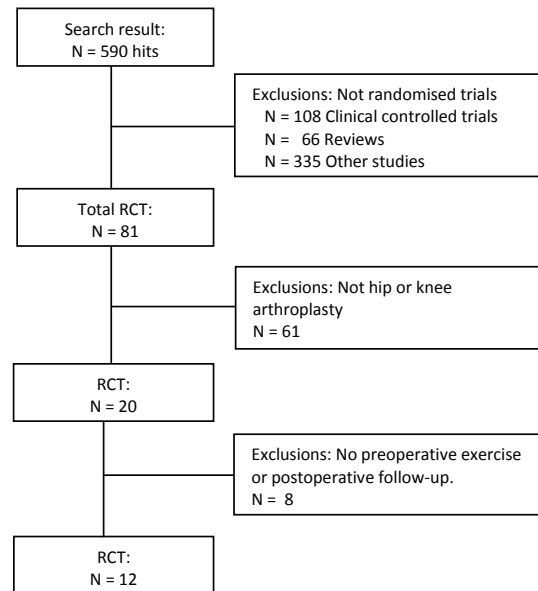 Search result:
N = 590 hits
Exclusions: Not randomised trials
N = 108 Clinical controlled trials
N = 66 Reviews
N = 335 Other studies
Total RCT:
N = 81
Exclusions: Not hip or knee
arthroplasty
N = 61
RCT:
N = 20
Exclusions: No preoperative exercise
or postoperative follow-up.
N = 8
RCT:
N = 12